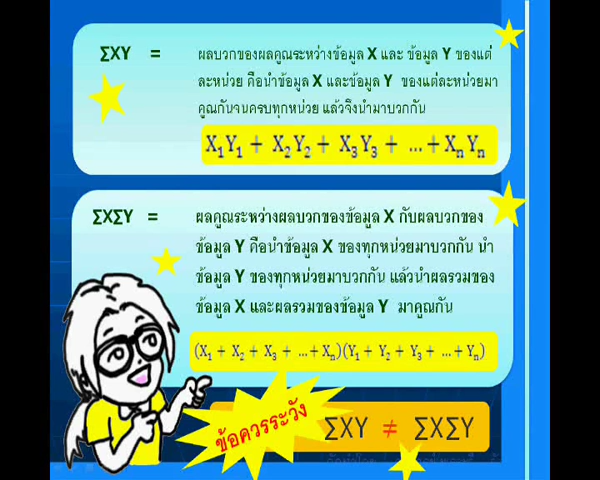 ∑XY = ผลบวกของผลคูณระหว่างข้อมูล X และ ข้อมูล Y ของแต่
ละหน่วย คือนำข้อมูล X และข้อมูล Y ของแต่ละหน่วยมา
คูณกันจนครบทุกหน่วย แล้วจึงนำมาบวกกัน
X₁Y₁ + X₂Y₂ + X₃Y₃ + ... + XₙYₙ
∑X∑Y = ผลคูณระหว่างผลบวกของข้อมูล X กับผลบวกของ
ข้อมูล Y คือนำข้อมูล X ของทุกหน่วยมาบวกกัน นำ
ข้อมูล Y ของทุกหน่วยมาบวกกัน แล้วนำผลรวมของ
ข้อมูล X และผลรวมของข้อมูล Y มาคูณกัน
(X₁ + X₂ + X₃ + ... + Xₙ)(Y₁ + Y₂ + Y₃ + ... + Yₙ)
ข้อควรระวัง ∑XY ≠ ∑X∑Y